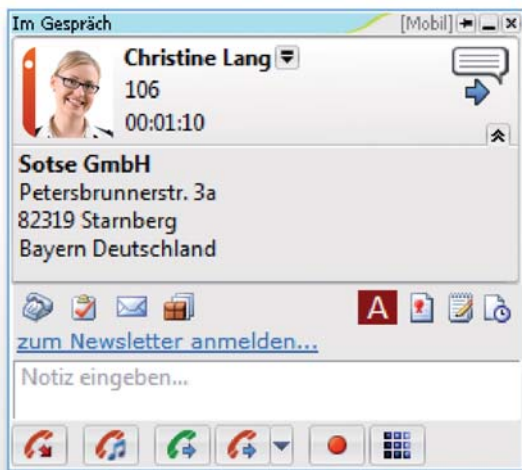 Im Gespräch [Mobil]
Christine Lang
106
00:01:10
Sotse GmbH
Petersbrunnerstr. 3a
82319 Starnberg
Bayern Deutschland
A
zum Newsletter anmelden...
Notiz eingeben...